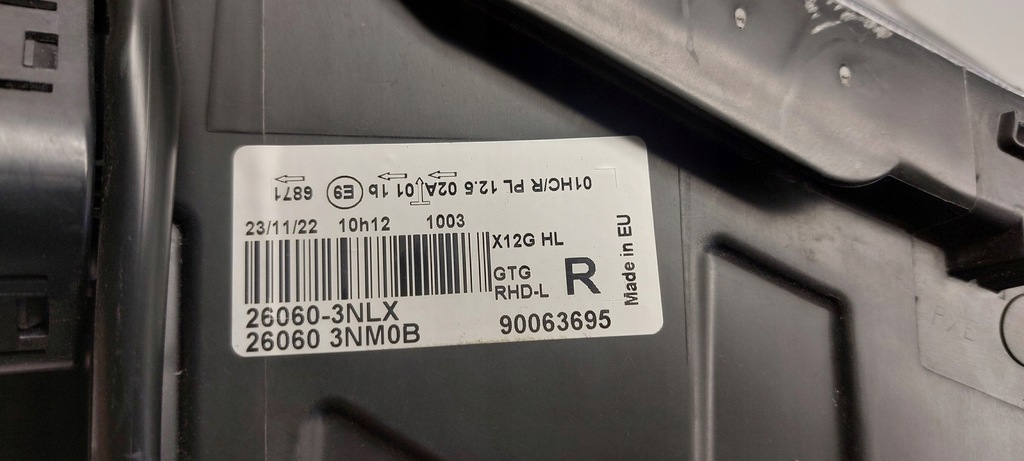 01HC/R PL 12.6 02A 01 1b E9 6871
23/11/22 10h12 1003
X12G HL
GTG
RHD-L
R
Made in EU
26060-3NLX
26060 3NM0B
90063695